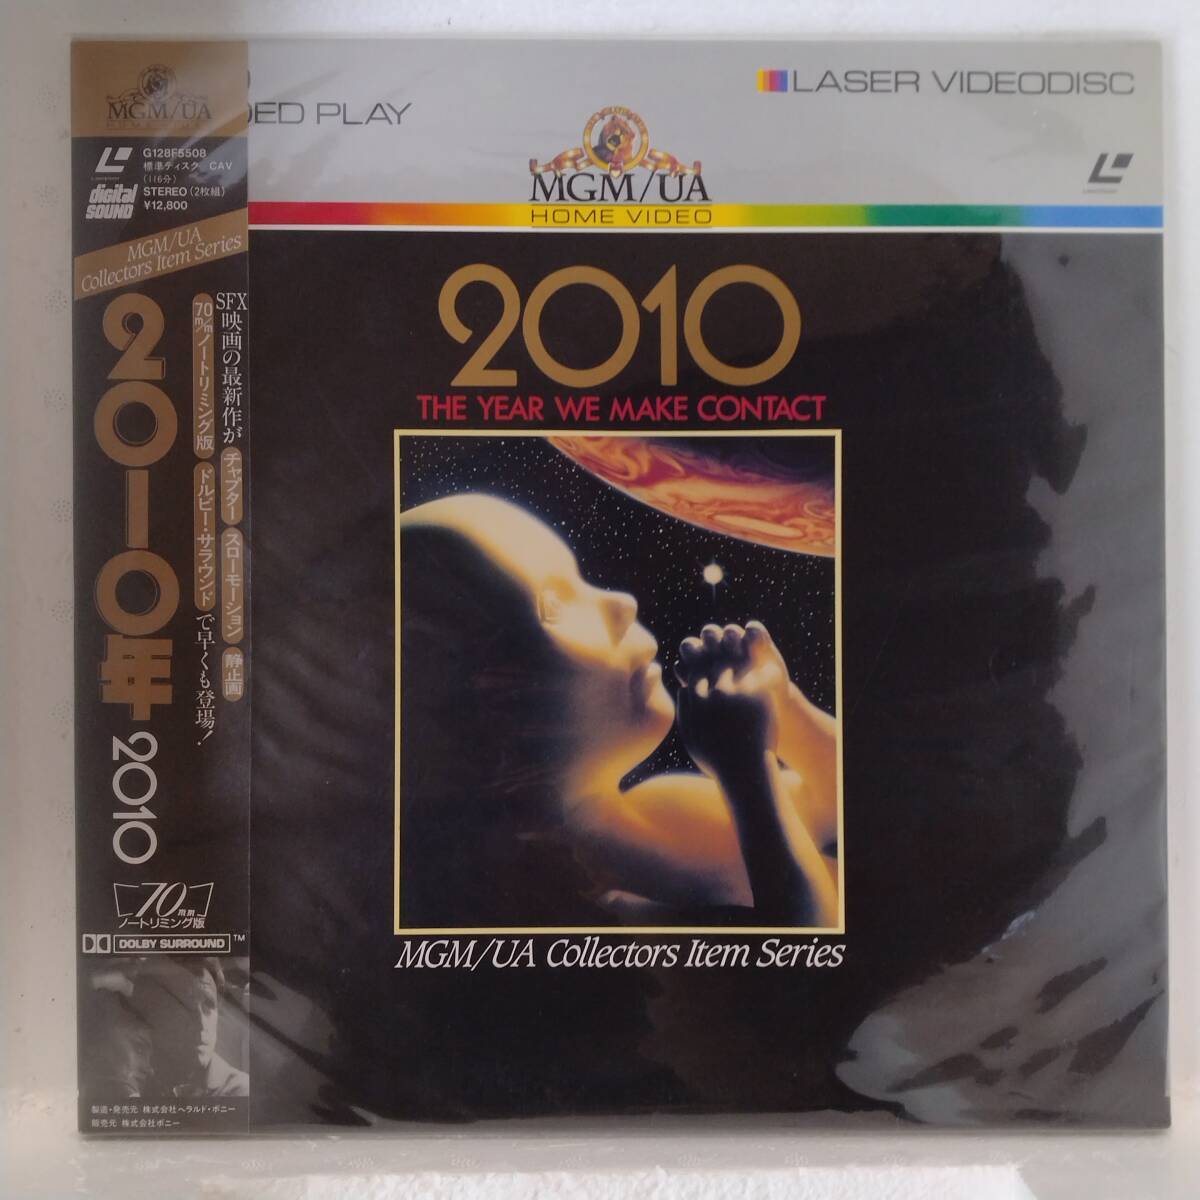 MGM/UA
HOME VIDEO
G128F5508
標準ディスク CAV
(116分)
digital SOUND
STEREO(2枚組)
¥12,800
MGM/UA
Collectors Item Series
SFX映画の最新作が チャプター スローモーション 静止画
70m/mノートリミング版 ドルビー・サラウンド で早くも登場!
2010年
2010
70mm
ノートリミング版
DOLBY SURROUND ™
製造・発売元 株式会社ヘラルド・ポニー
販売元 株式会社ポニー
DED PLAY
LASER VIDEODISC
MGM/UA
HOME VIDEO
2010
THE YEAR WE MAKE CONTACT
MGM/UA Collectors Item Series